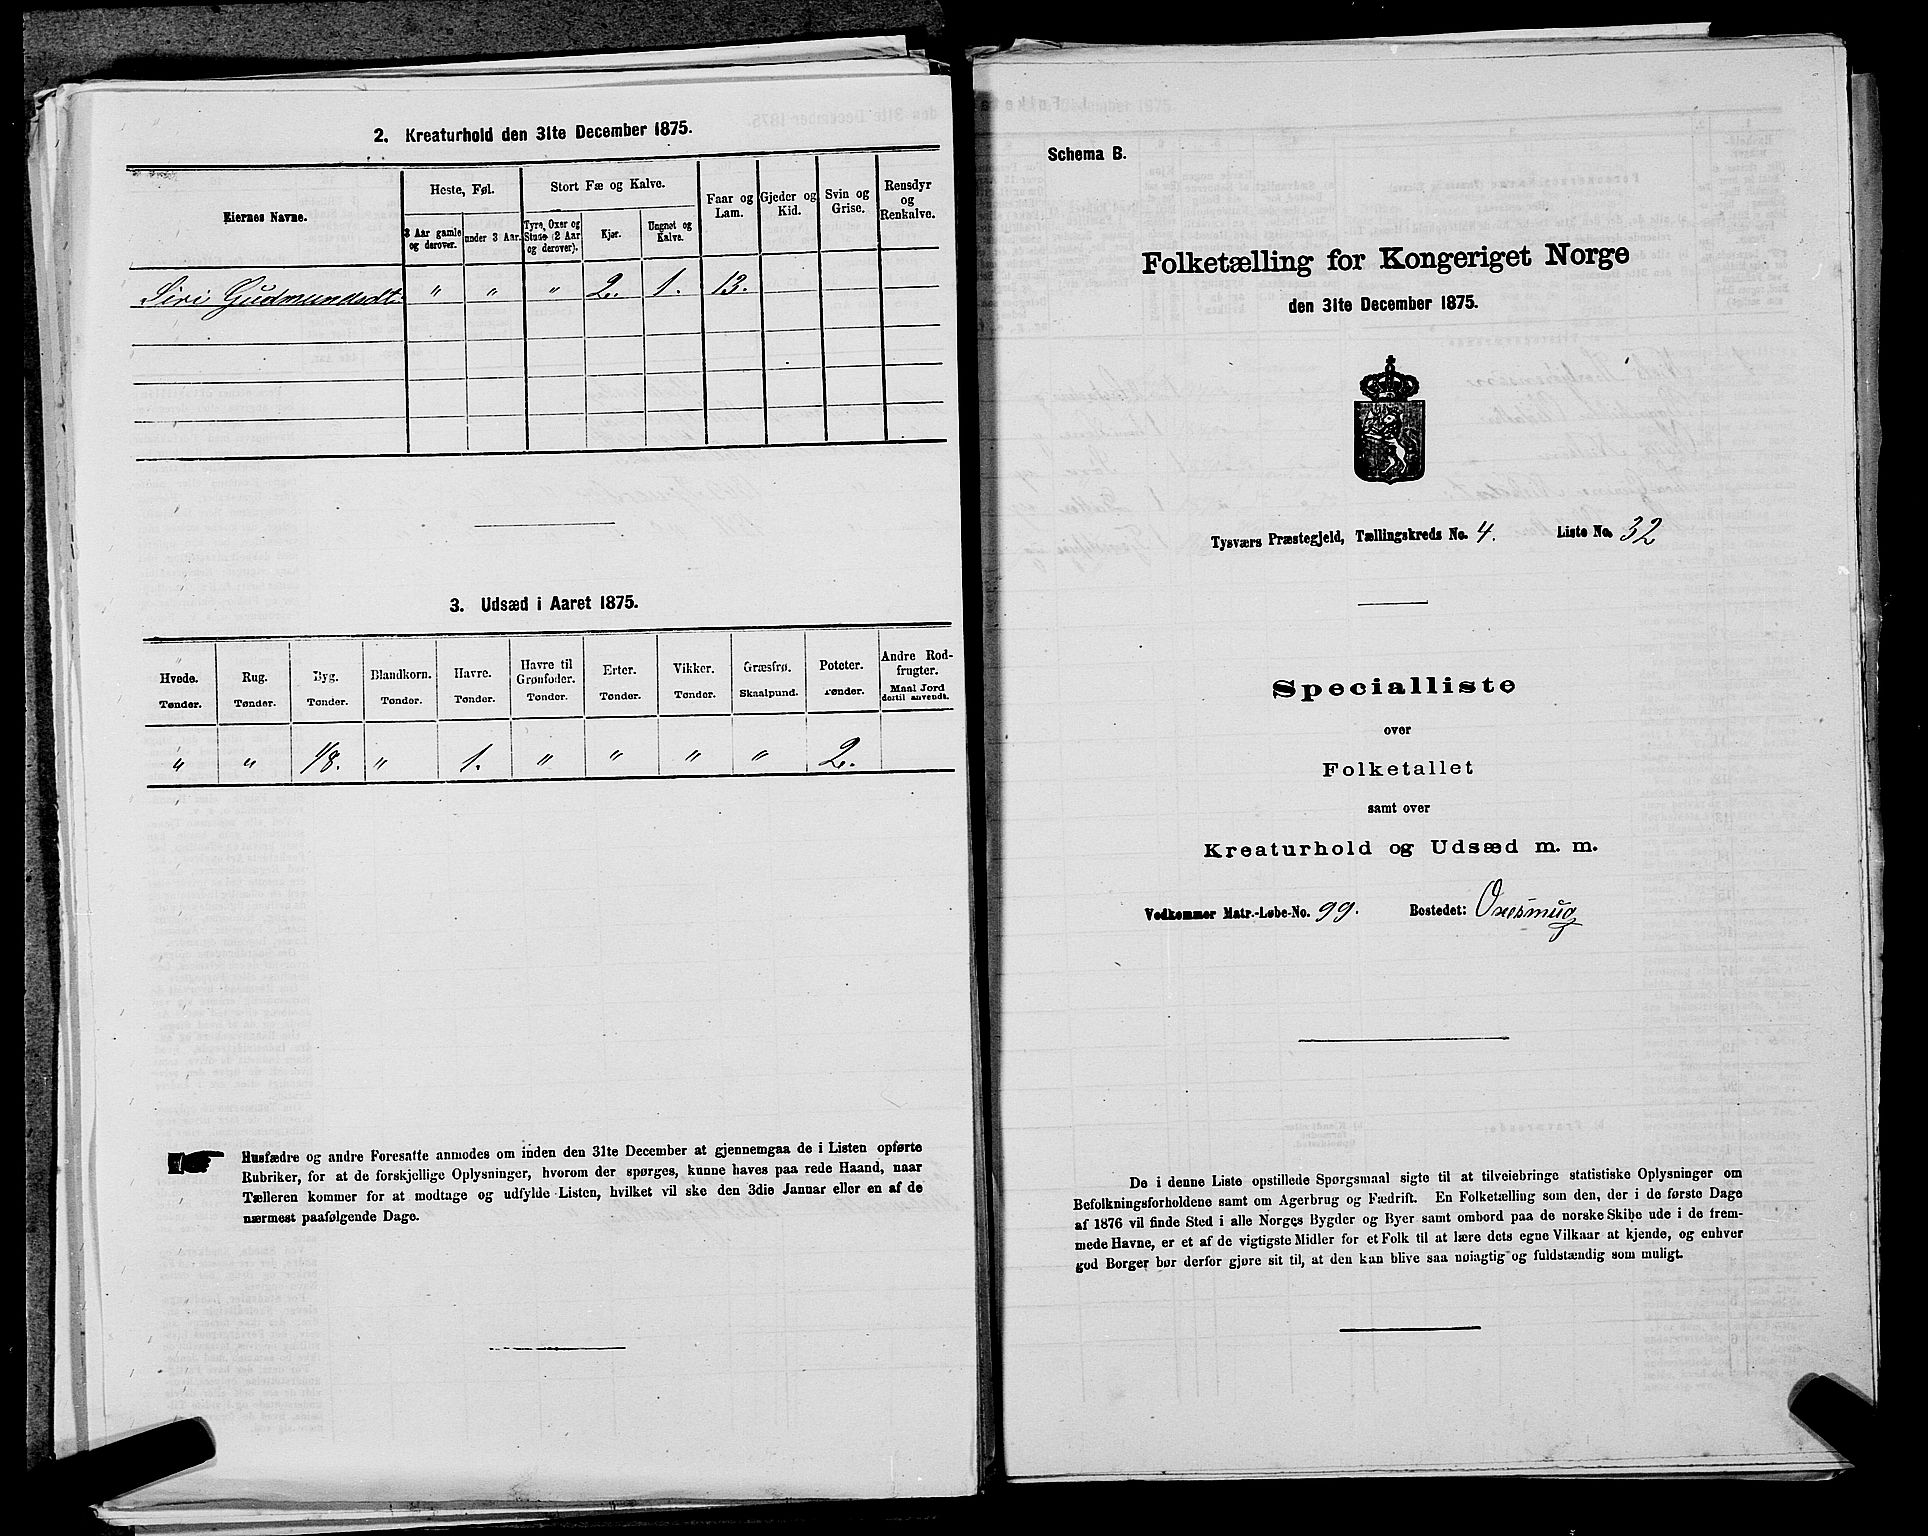 2. Kreaturhold den 31te December 1875.
Eiernes Navne.
Heste, Føl.
Stort Fæ og Kalve.
Faar og Lam.
Gjeder og Kid.
Svin og Grise.
Rensdyr og Renkalve.
3 Aar gamle og derover.
under 3 Aar.
Tyre, Oxer og Stude (2 Aar og derover).
Kjør.
Ungnøt og Kalve.
Siri Gudmundsdt. " " " 2. 1. 13.
3. Udsæd i Aaret 1875.
Hvede. Rug. Byg. Blandkorn. Havre. Havre til Grønfoder. Erter. Vikker. Græsfrø. Poteter. Andre Rodfrugter.
Tønder. Tønder. Tønder. Tønder. Tønder. Tønder. Tønder. Tønder. Skaalpund. Tønder. Maal Jord dertil anvendt.
" " 1/8. " 1. " " " " 2.
Husfædre og andre Foresatte anmodes om inden den 31te December at gjennemgaa de i Listen opførte
Rubriker, for at de forskjellige Oplysninger, hvorom der spørges, kunne haves paa rede Haand, naar
Tælleren kommer for at modtage og udfylde Listen, hvilket vil ske den 3die Januar eller en af de
nærmest paafølgende Dage.
Schema B.
Folketælling for Kongeriget Norge
den 31te December 1875.
Tysværs Præstegjeld, Tællingskreds No. 4. Liste No. 32
Specialliste
over
Folketallet
samt over
Kreaturhold og Udsæd m. m.
Vedkommer Matr.-Løbe-No. 99. Bostedet: Oxesmug
De i denne Liste opstillede Spørgsmaal sigte til at tilveiebringe statistiske Oplysninger om
Befolkningsforholdene samt om Agerbrug og Fædrift. En Folketælling som den, der i de første Dage
af 1876 vil finde Sted i alle Norges Bygder og Byer samt ombord paa de norske Skibe ude i de frem-
mede Havne, er et af de vigtigste Midler for et Folk til at lære dets egne Vilkaar at kjende, og enhver
god Borger bør derfor gjøre sit til, at den kan blive saa nøiagtig og fuldstændig som muligt.